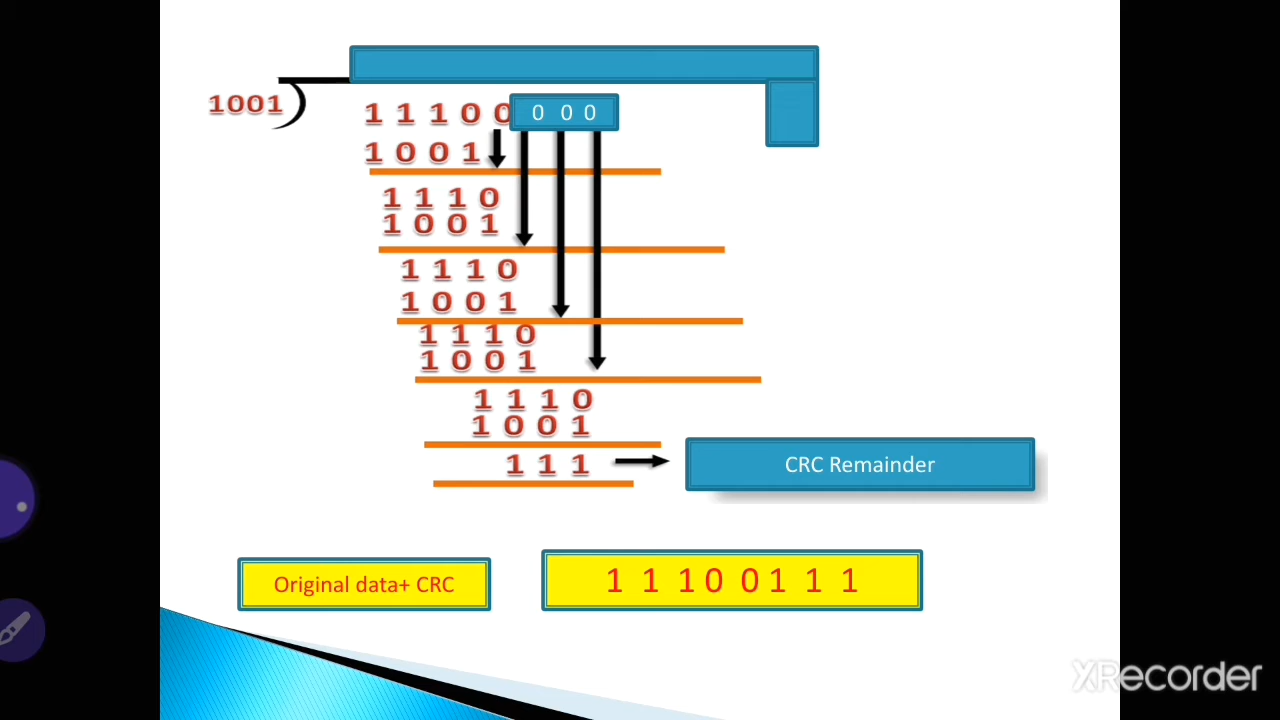 1001
1 1 1 0 0 0 0 0
1 0 0 1
1 1 1 0
1 0 0 1
1 1 1 0
1 0 0 1
1 1 1 0
1 0 0 1
1 1 1 0
1 0 0 1
1 1 1
CRC Remainder
Original data+ CRC
1 1 1 0 0 1 1 1
XRecorder